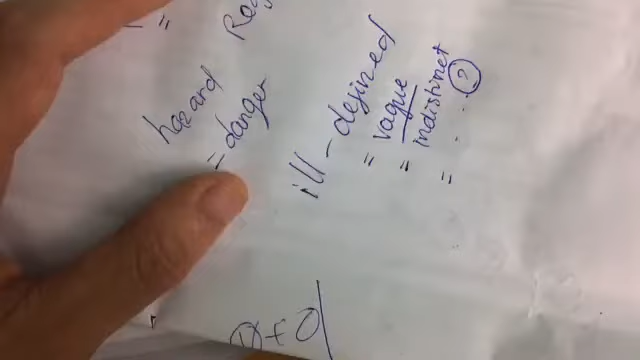 hazard
= danger
ill-defined
= vague
= indistinct
= . . . ?